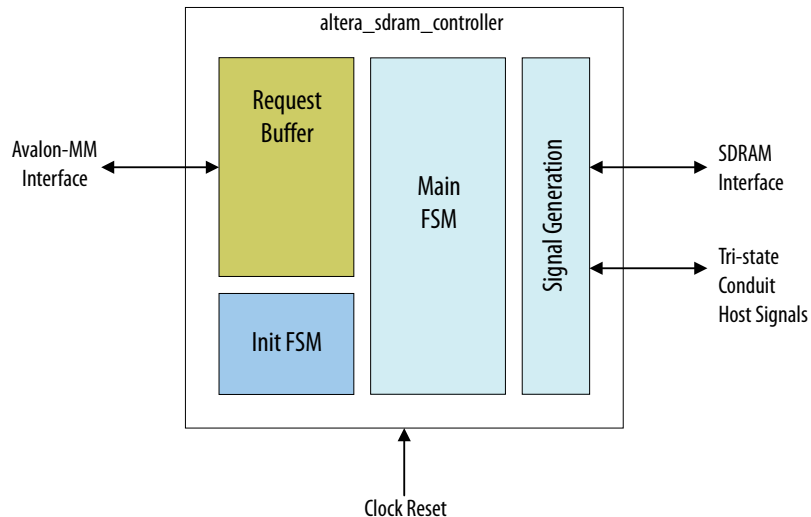 altera_sdram_controller
Request
Buffer
Avalon-MM
Interface
Main
FSM
Signal Generation
SDRAM
Interface
Tri-state
Conduit
Host Signals
Init FSM
Clock Reset